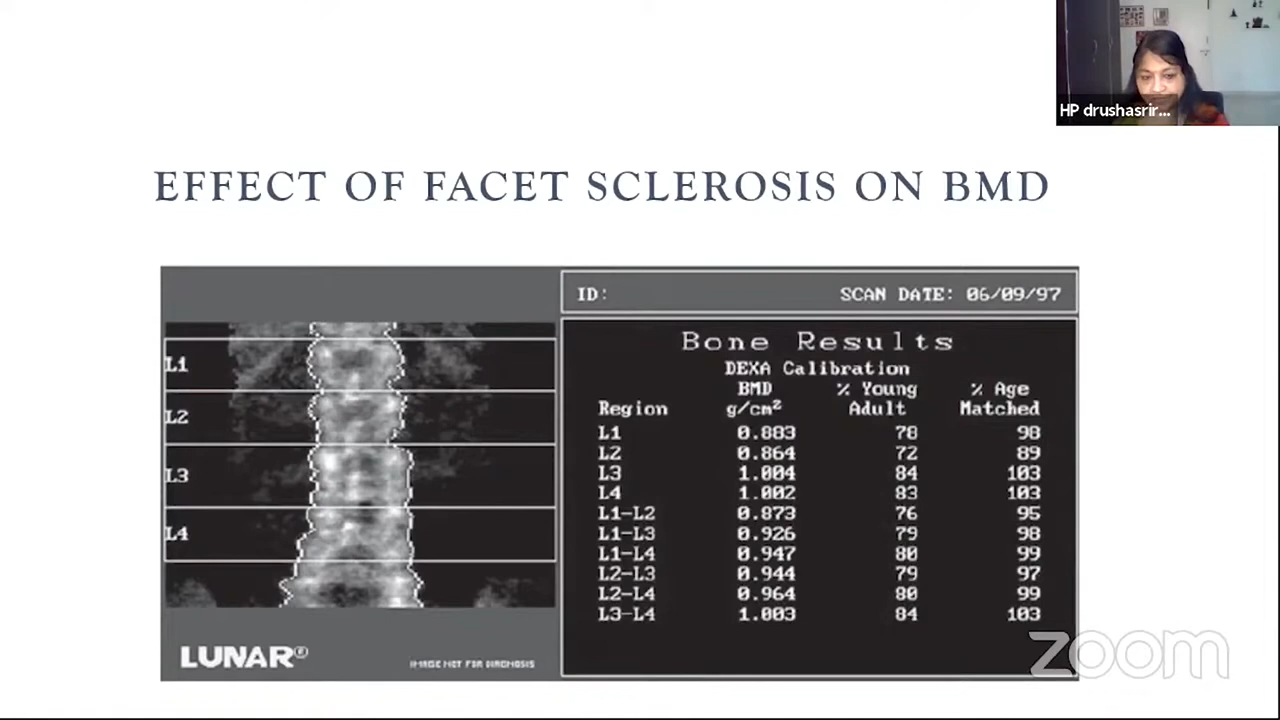 HP drushasrir...
EFFECT OF FACET SCLEROSIS ON BMD
L1
L2
L3
L4
LUNAR®
IMAGE NOT FOR DIAGNOSIS
ID: SCAN DATE: 06/09/97
Bone Results
DEXA Calibration
BMD % Young % Age
Region g/cm² Adult Matched
L1 0.883 78 98
L2 0.864 72 89
L3 1.004 84 103
L4 1.002 83 103
L1-L2 0.873 76 95
L1-L3 0.926 79 98
L1-L4 0.947 80 99
L2-L3 0.944 79 97
L2-L4 0.964 80 99
L3-L4 1.003 84 103
zoom